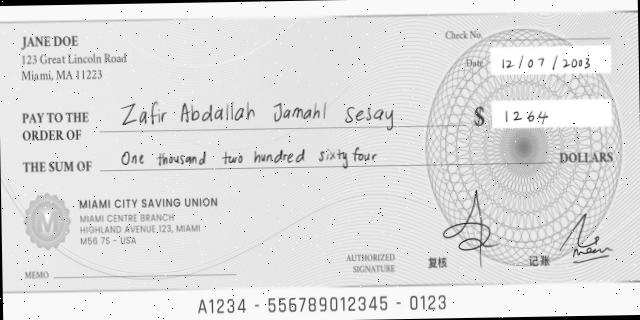 JANE DOE
123 Great Lincoln Road
Miami, MA 11223
Check No.
Date 12/07/2003
PAY TO THE ORDER OF Zafir Abdallah Jamahl Sesay $ 1264
THE SUM OF One thousand two hundred sixty four DOLLARS
M
MIAMI CITY SAVING UNION
MIAMI CENTRE BRANCH
HIGHLAND AVENUE,123, MIAMI
M56 7S - USA
MEMO
AUTHORIZED SIGNATURE
复核
记账
A1234 - 556789012345 - 0123